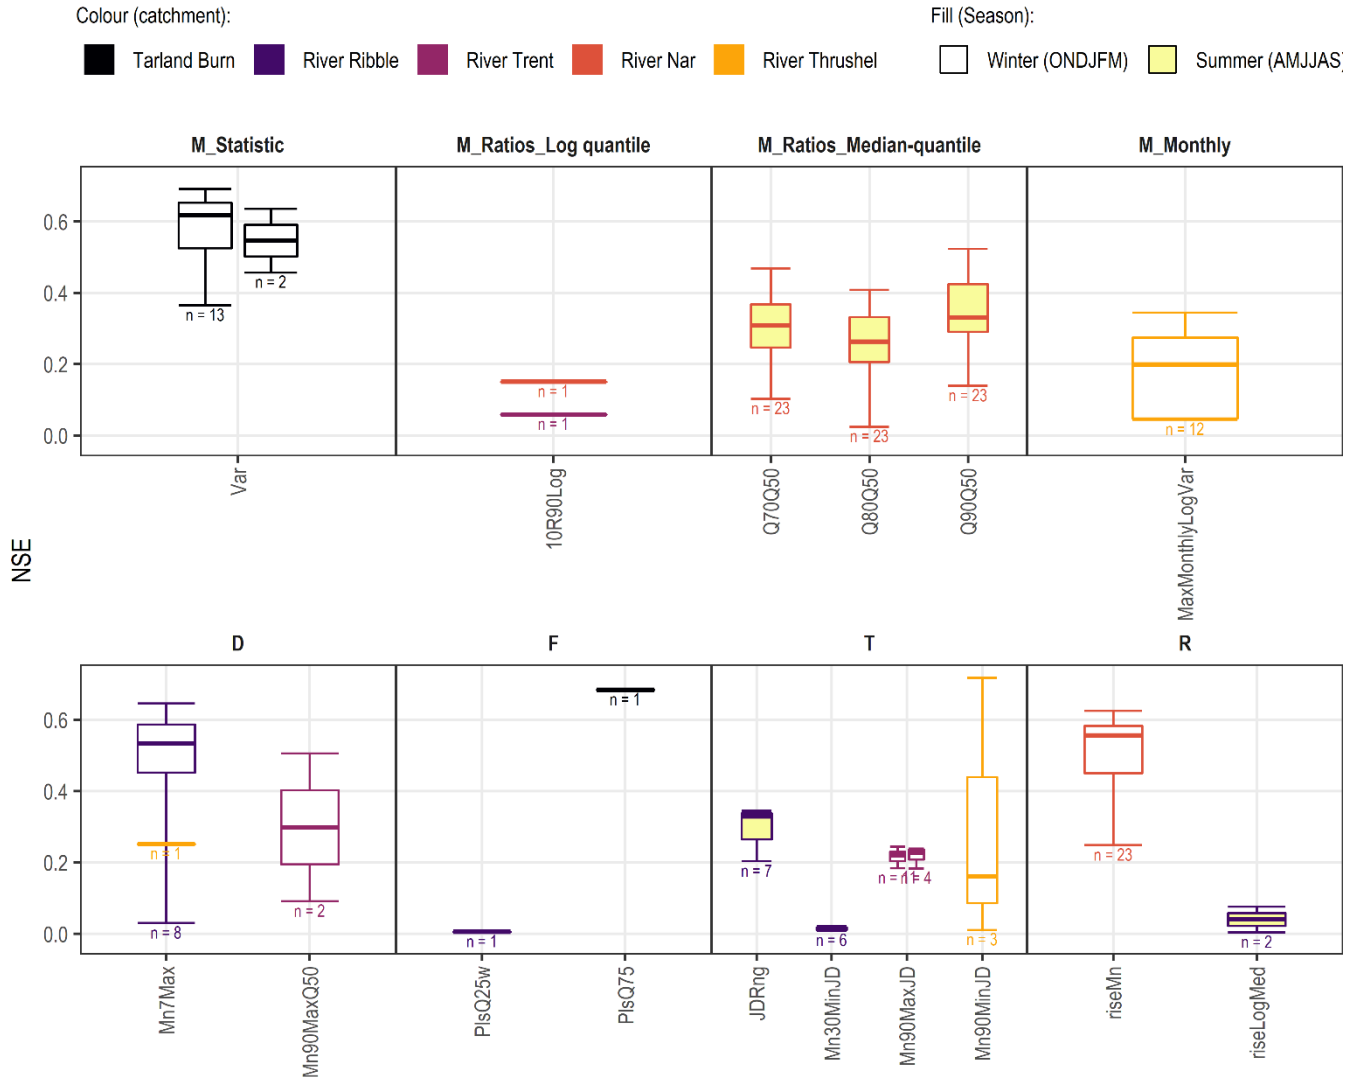 Colour (catchment):
Fill (Season):
Tarland Burn
River Ribble
River Trent
River Nar
River Thrushel
Winter (ONDJFM)
Summer (AMJJAS)
M_Statistic
M_Ratios_Log quantile
M_Ratios_Median-quantile
M_Monthly
0.6
0.4
0.2
0.0
n = 13
n = 2
n = 1
n = 1
n = 23
n = 23
n = 23
n = 12
Var
10R90Log
Q70Q50
Q80Q50
Q90Q50
MaxMonthlyLogVar
NSE
D
F
T
R
0.6
0.4
0.2
0.0
n = 1
n = 8
n = 2
n = 1
n = 1
n = 7
n = 6
n = 11
n = 4
n = 3
n = 23
n = 2
Mn7Max
Mn90MaxQ50
PlsQ25w
PlsQ75
JDRng
Mn30MinJD
Mn90MaxJD
Mn90MinJD
riseMn
riseLogMed